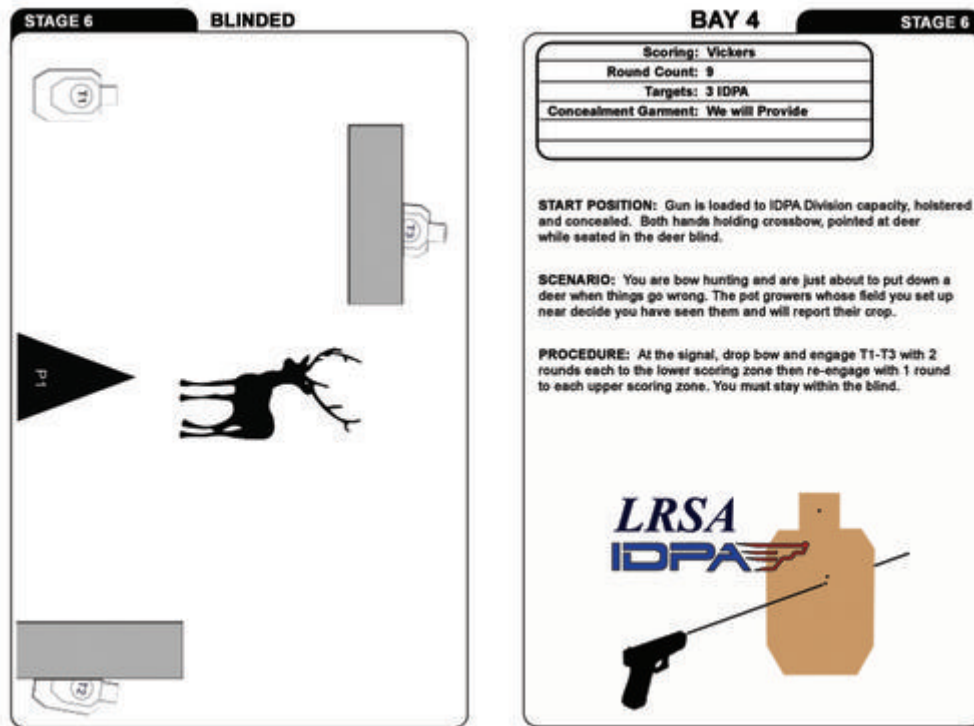 STAGE 6
BLINDED
T1
T3
P1
T2
BAY 4
STAGE 6
Scoring: Vickers
Round Count: 9
Targets: 3 IDPA
Concealment Garment: We will Provide
START POSITION: Gun is loaded to IDPA Division capacity, holstered
and concealed. Both hands holding crossbow, pointed at deer
while seated in the deer blind.
SCENARIO: You are bow hunting and are just about to put down a
deer when things go wrong. The pot growers whose field you set up
near decide you have seen them and will report their crop.
PROCEDURE: At the signal, drop bow and engage T1-T3 with 2
rounds each to the lower scoring zone then re-engage with 1 round
to each upper scoring zone. You must stay within the blind.
LRSA
IDPA